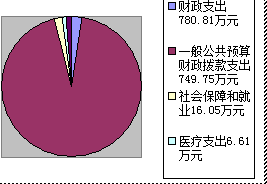 财政支出
780.81万元
一般公共预算
财政拨款支出
749.75万元
社会保障和就
业16.05万元
医疗支出6.61
万元